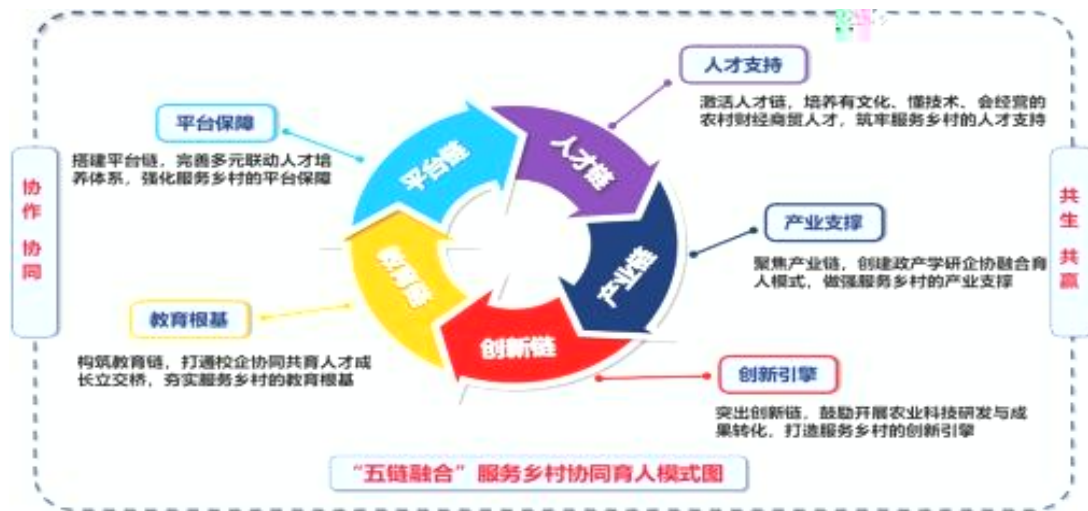 人才支持
激活人才链，培养有文化、懂技术、会经营的
农村财经商贸人才，筑牢服务乡村的人才支持
平台保障
搭建平台链，完善多元联动人才培
养体系，强化服务乡村的平台保障
平台链
人才链
协作 协同
共生 共赢
产业支撑
聚焦产业链，创建政产学研企协融合育
人模式，做强服务乡村的产业支撑
教育链
产业链
创新链
教育根基
构筑教育链，打通校企协同共育人才成
长立交桥，夯实服务乡村的教育根基
创新引擎
突出创新链，鼓励开展农业科技研发与成
果转化，打造服务乡村的创新引擎
“五链融合”服务乡村协同育人模式图